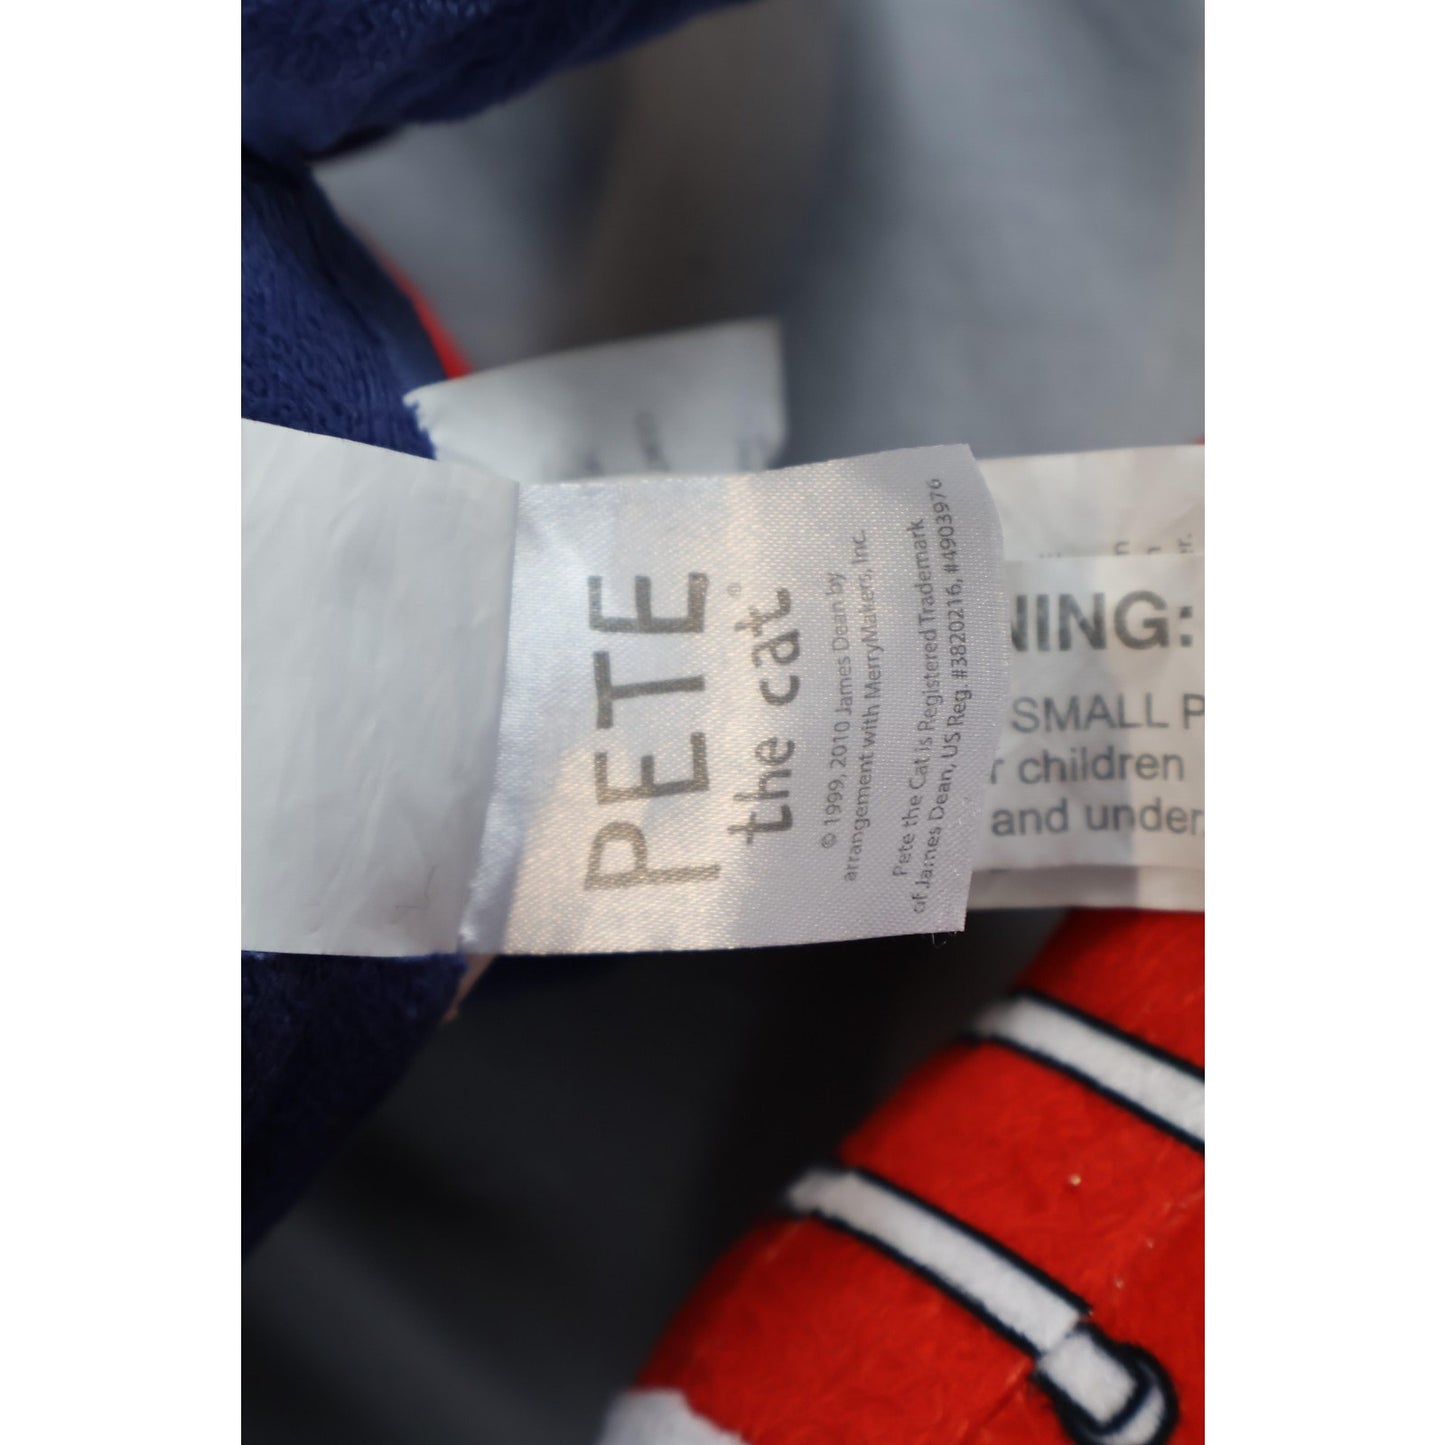 PETE
the cat®
© 1999, 2010 James Dean by
arrangement with MerryMakers, Inc.
Pete the Cat is Registered Trademark
of James Dean, US Reg. #3820216, #4903976
NING:
SMALL P
r children
and under,